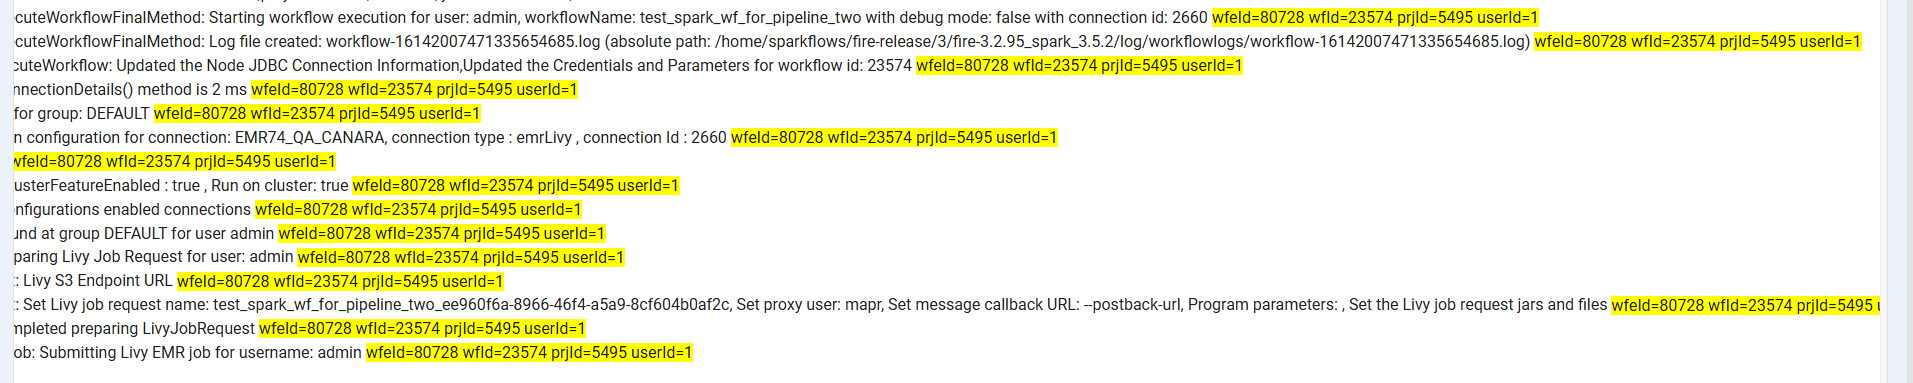 ecuteWorkflowFinalMethod: Starting workflow execution for user: admin, workflowName: test_spark_wf_for_pipeline_two with debug mode: false with connection id: 2660 wfeId=80728 wfId=23574 prjId=5495 userId=1
ecuteWorkflowFinalMethod: Log file created: workflow-16142007471335654685.log (absolute path: /home/sparkflows/fire-release/3/fire-3.2.95_spark_3.5.2/log/workflowlogs/workflow-16142007471335654685.log) wfeId=80728 wfId=23574 prjId=5495 userId=1
cuteWorkflow: Updated the Node JDBC Connection Information,Updated the Credentials and Parameters for workflow id: 23574 wfeId=80728 wfId=23574 prjId=5495 userId=1
nnectionDetails() method is 2 ms wfeId=80728 wfId=23574 prjId=5495 userId=1
for group: DEFAULT wfeId=80728 wfId=23574 prjId=5495 userId=1
n configuration for connection: EMR74_QA_CANARA, connection type : emrLivy , connection Id : 2660 wfeId=80728 wfId=23574 prjId=5495 userId=1
wfeId=80728 wfId=23574 prjId=5495 userId=1
usterFeatureEnabled : true , Run on cluster: true wfeId=80728 wfId=23574 prjId=5495 userId=1
nfigurations enabled connections wfeId=80728 wfId=23574 prjId=5495 userId=1
und at group DEFAULT for user admin wfeId=80728 wfId=23574 prjId=5495 userId=1
paring Livy Job Request for user: admin wfeId=80728 wfId=23574 prjId=5495 userId=1
: Livy S3 Endpoint URL wfeId=80728 wfId=23574 prjId=5495 userId=1
: Set Livy job request name: test_spark_wf_for_pipeline_two_ee960f6a-8966-46f4-a5a9-8cf604b0af2c, Set proxy user: mapr, Set message callback URL: --postback-url, Program parameters: , Set the Livy job request jars and files wfeId=80728 wfId=23574 prjId=5495
mpleted preparing LivyJobRequest wfeId=80728 wfId=23574 prjId=5495 userId=1
ob: Submitting Livy EMR job for username: admin wfeId=80728 wfId=23574 prjId=5495 userId=1